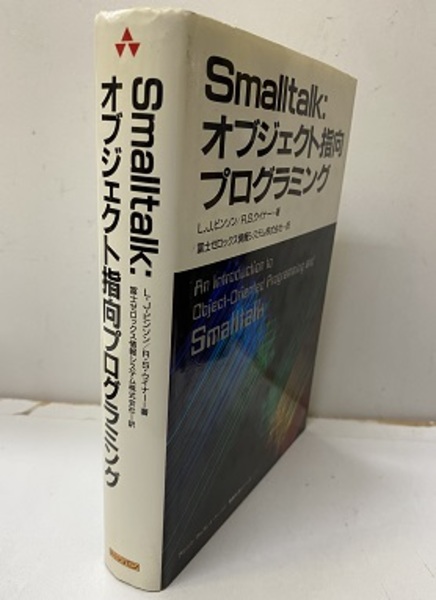 Smalltalk:
オブジェクト指向プログラミング
L・J・ピンソン/R・S・ウイナー=著
富士ゼロックス情報システム株式会社=訳
Smalltalk:
オブジェクト指向
プログラミング
L.J.ピンソン/R.S.ウイナー・著
富士ゼロックス情報システム株式会社・訳
An Introduction to
Object-Oriented Programming and
Smalltalk